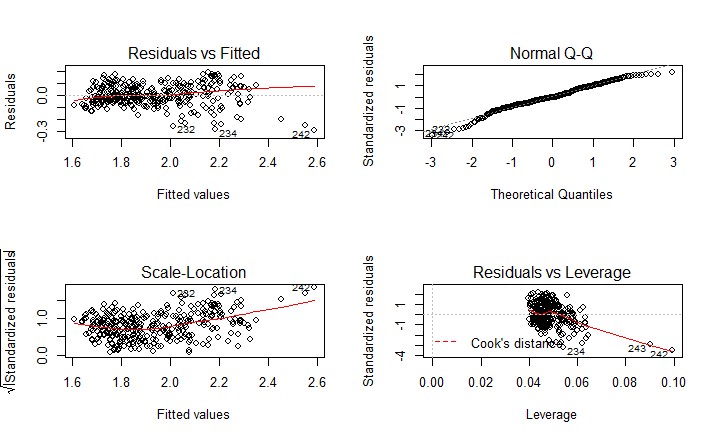 Residuals vs Fitted
Residuals
0.0
-0.3
232
234
242
1.6 1.8 2.0 2.2 2.4 2.6
Fitted values
Normal Q-Q
Standardized residuals
1
-1
-3
-3 -2 -1 0 1 2 3
Theoretical Quantiles
Scale-Location
√|Standardized residuals|
1.0
0.0
232
234
242
1.6 1.8 2.0 2.2 2.4 2.6
Fitted values
Residuals vs Leverage
Standardized residuals
1
-1
-4
Cook's distance
234
243
242
0.00 0.02 0.04 0.06 0.08 0.10
Leverage